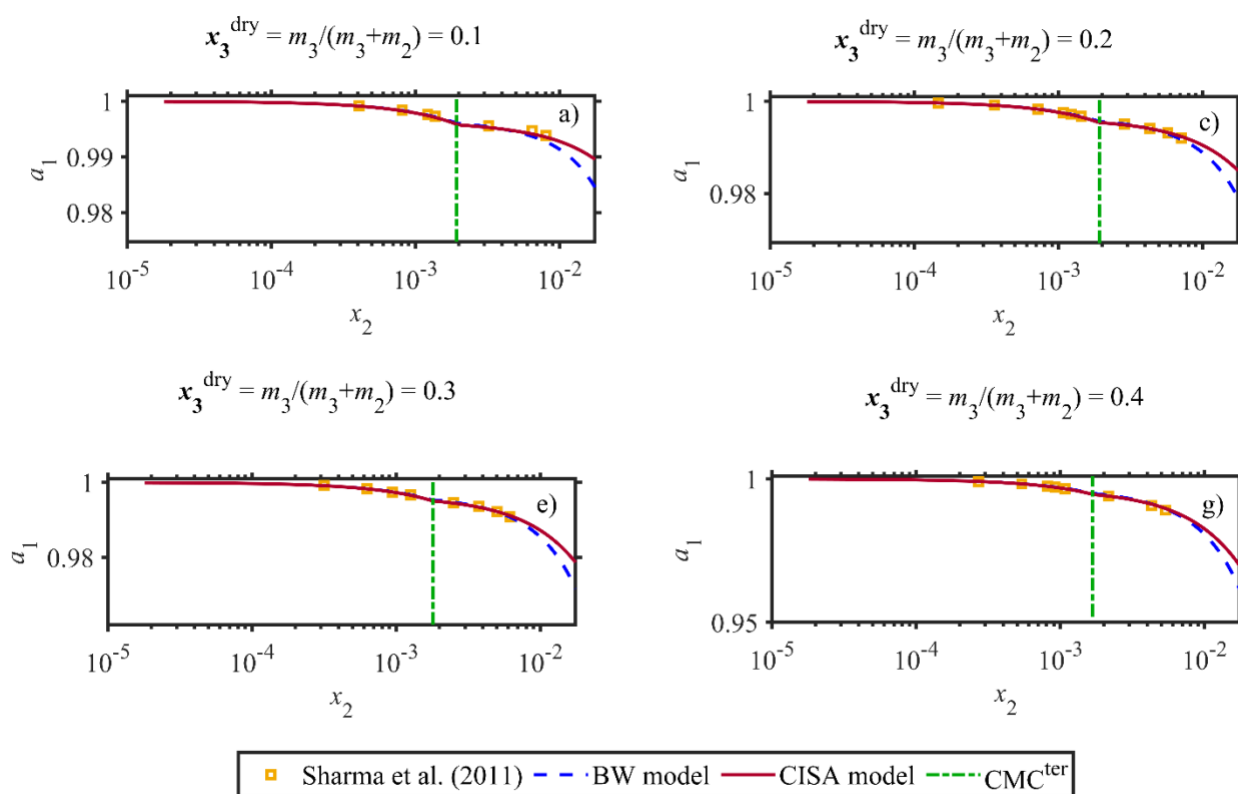 x₃ᵈʳʸ = m₃/(m₃+m₂) = 0.1
x₃ᵈʳʸ = m₃/(m₃+m₂) = 0.2
1
0.99
0.98
a₁
a)
10⁻⁵
10⁻⁴
10⁻³
10⁻²
x₂
1
0.98
a₁
c)
10⁻⁵
10⁻⁴
10⁻³
10⁻²
x₂
x₃ᵈʳʸ = m₃/(m₃+m₂) = 0.3
x₃ᵈʳʸ = m₃/(m₃+m₂) = 0.4
1
0.98
a₁
e)
10⁻⁵
10⁻⁴
10⁻³
10⁻²
x₂
1
0.95
a₁
g)
10⁻⁵
10⁻⁴
10⁻³
10⁻²
x₂
Sharma et al. (2011) BW model CISA model CMCᵗᵉʳ